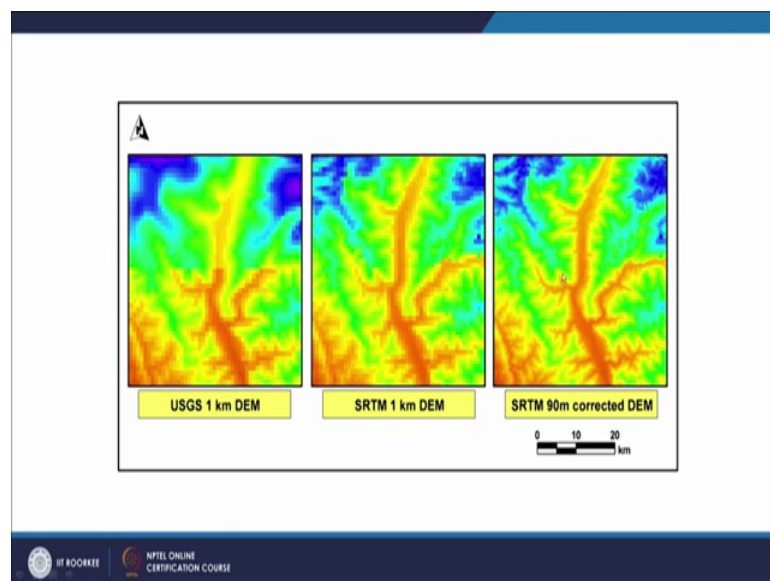 USGS 1 km DEM
SRTM 1 km DEM
SRTM 90m corrected DEM
0 10 20
km
IIT ROORKEE
NPTEL ONLINE
CERTIFICATION COURSE